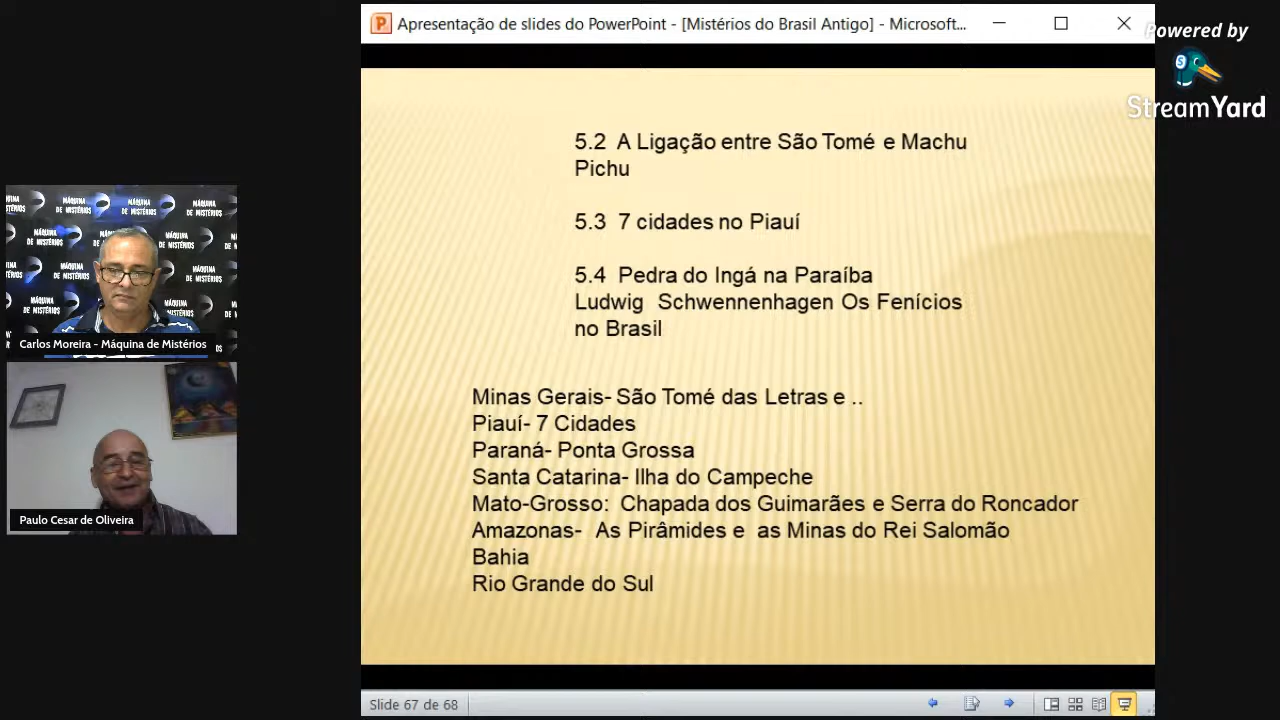 Apresentação de slides do PowerPoint - [Mistérios do Brasil Antigo] - Microsoft...
Powered by
StreamYard
5.2 A Ligação entre São Tomé e Machu
Pichu
5.3 7 cidades no Piauí
5.4 Pedra do Ingá na Paraíba
Ludwig Schwennenhagen Os Fenícios
no Brasil
Minas Gerais- São Tomé das Letras e ..
Piauí- 7 Cidades
Paraná- Ponta Grossa
Santa Catarina- Ilha do Campeche
Mato-Grosso: Chapada dos Guimarães e Serra do Roncador
Amazonas- As Pirâmides e as Minas do Rei Salomão
Bahia
Rio Grande do Sul
MÁQUINA DE MISTÉRIOS
Carlos Moreira - Máquina de Mistérios
Paulo Cesar de Oliveira
Slide 67 de 68